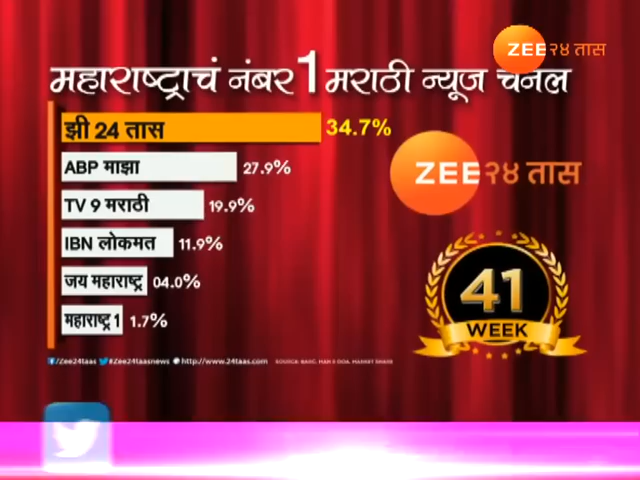 ZEE२४ तास
महाराष्ट्राचं नंबर 1 मराठी न्यूज चॅनल
झी 24 तास 34.7%
ABP माझा 27.9%
TV 9 मराठी 19.9%
IBN लोकमत 11.9%
जय महाराष्ट्र 04.0%
महाराष्ट्र 1 1.7%
ZEE२४ तास
41
WEEK
/Zee24taas #Zee24taasnews http://www.24taas.com